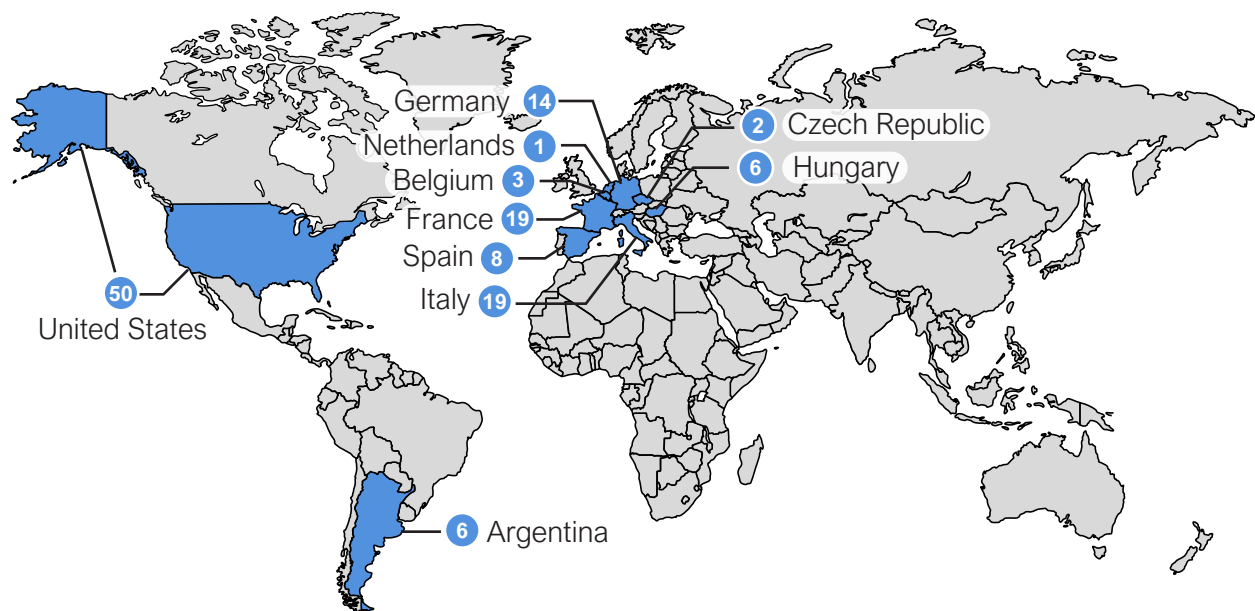 Germany 14
2 Czech Republic
Netherlands 1
6 Hungary
Belgium 3
France 19
Spain 8
50
Italy 19
United States
6 Argentina